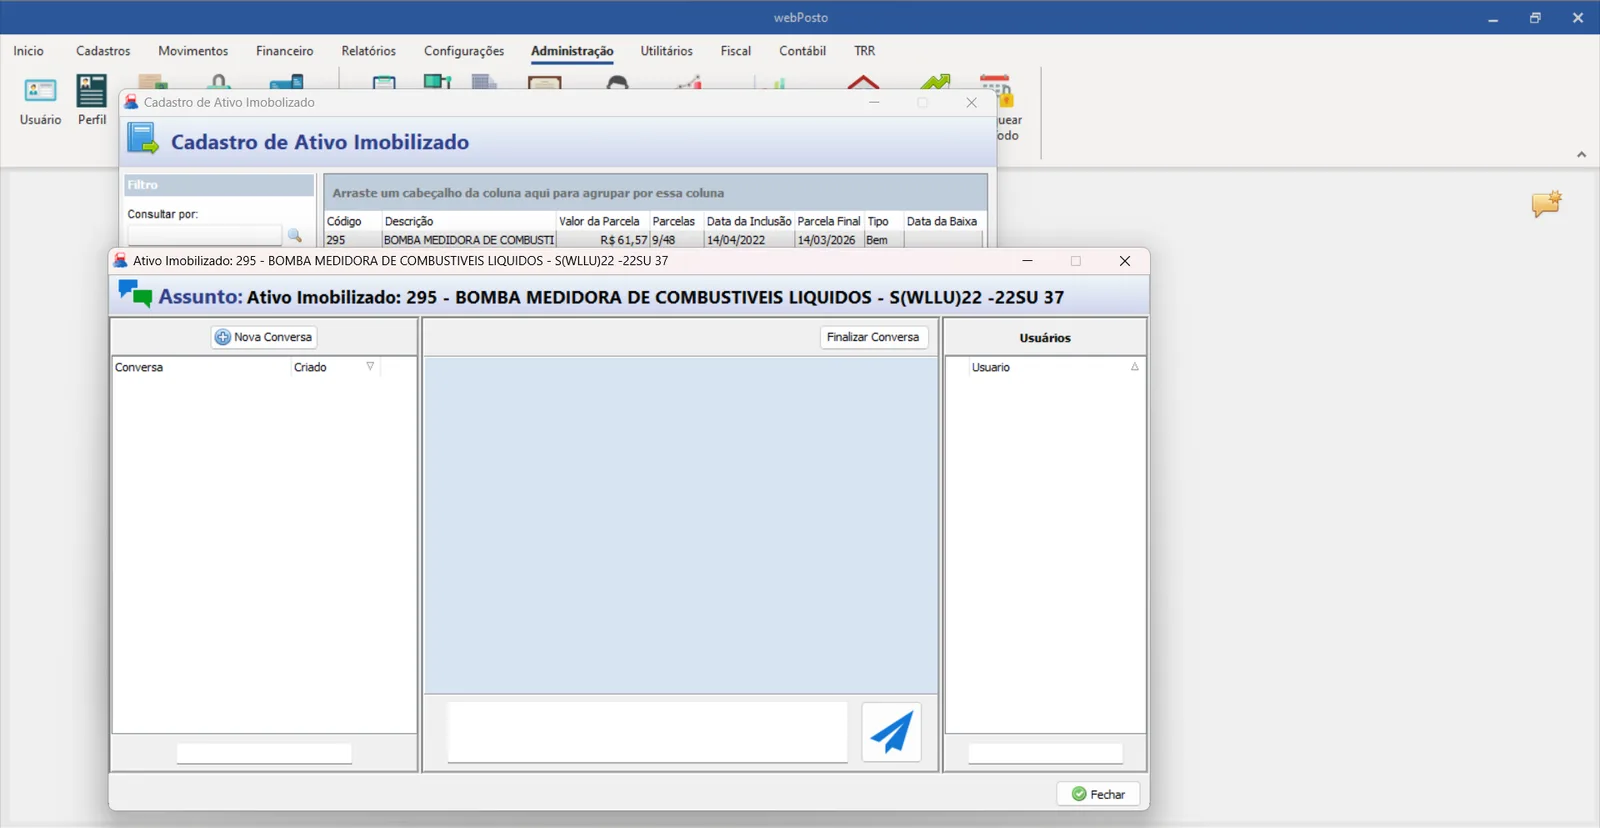 webPosto
Inicio Cadastros Movimentos Financeiro Relatórios Configurações Administração Utilitários Fiscal Contábil TRR
Usuário Perfil
uear
odo
Cadastro de Ativo Imobolizado
Cadastro de Ativo Imobilizado
Filtro
Consultar por:
Arraste um cabeçalho da coluna aqui para agrupar por essa coluna
Código Descrição Valor da Parcela Parcelas Data da Inclusão Parcela Final Tipo Data da Baixa
295 BOMBA MEDIDORA DE COMBUSTI R$ 61,57 9/48 14/04/2022 14/03/2026 Bem
Ativo Imobilizado: 295 - BOMBA MEDIDORA DE COMBUSTIVEIS LIQUIDOS - S(WLLU)22 -22SU 37
Assunto: Ativo Imobilizado: 295 - BOMBA MEDIDORA DE COMBUSTIVEIS LIQUIDOS - S(WLLU)22 -22SU 37
Nova Conversa
Finalizar Conversa
Usuários
Conversa Criado
Usuario
Fechar